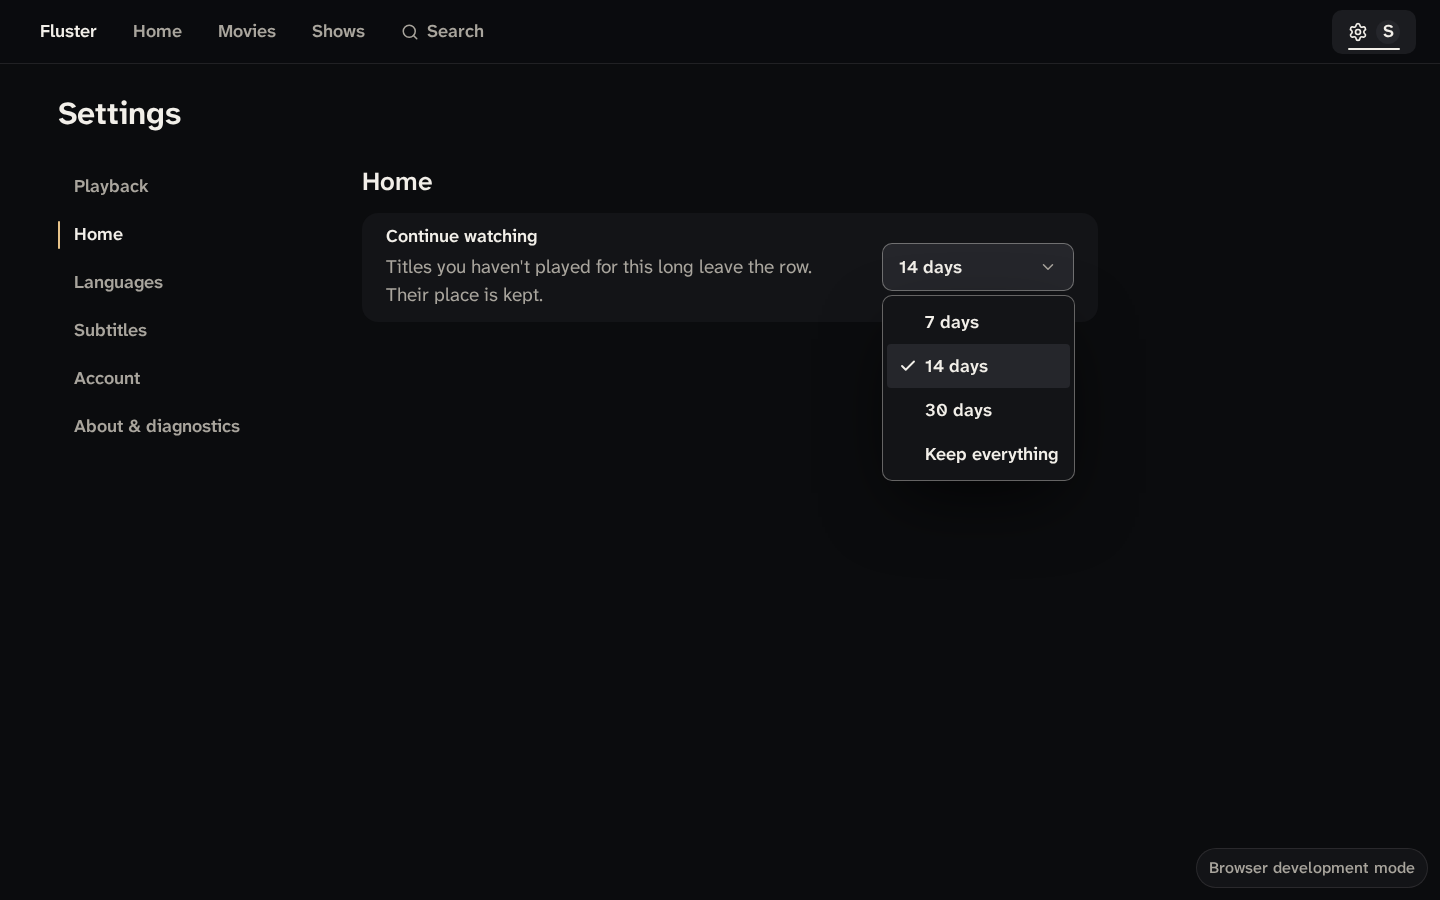 Fluster Home Movies Shows Search S
Settings
Playback
Home
Languages
Subtitles
Account
About & diagnostics
Home
Continue watching
Titles you haven't played for this long leave the row.
Their place is kept.
14 days
7 days
14 days
30 days
Keep everything
Browser development mode